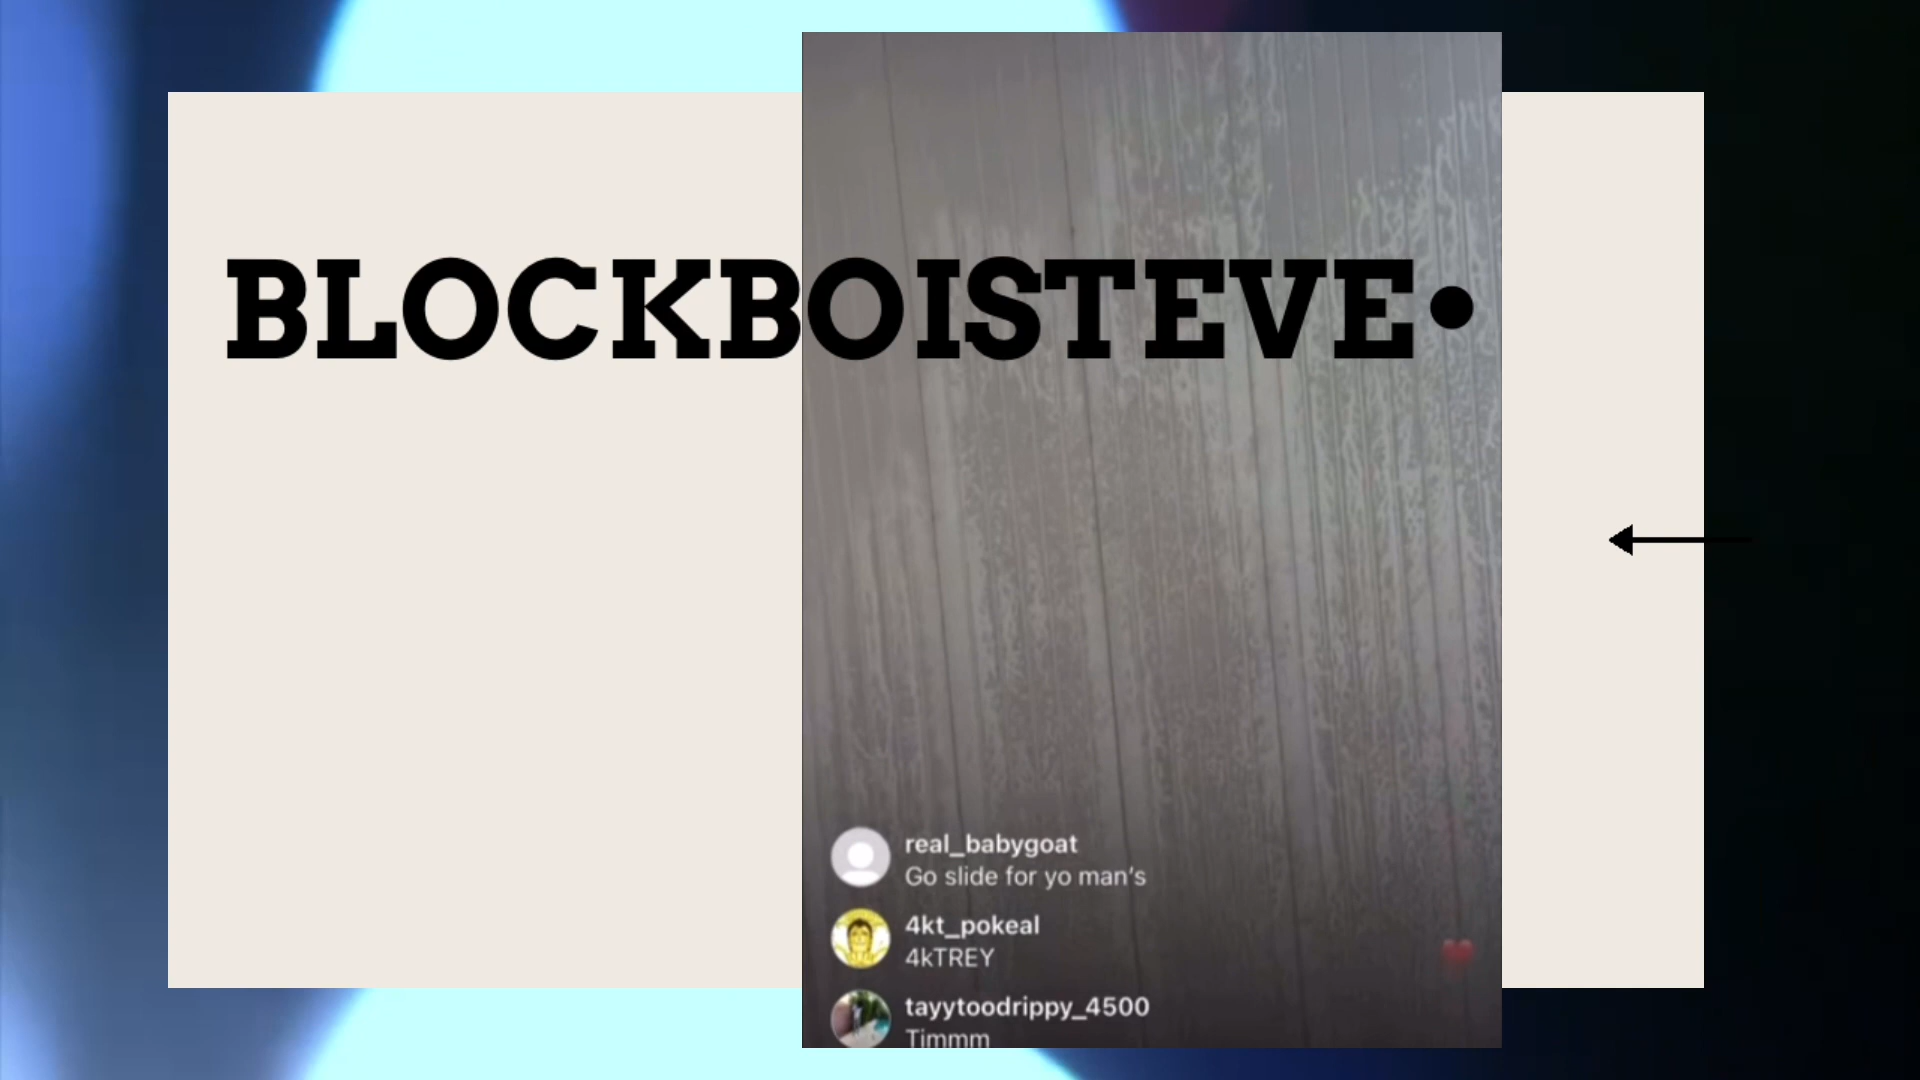 BLOCKBOISTEVE•
real_babygoat
Go slide for yo man's
4kt_pokeal
4kTREY
tayytoodrippy_4500
Timmm